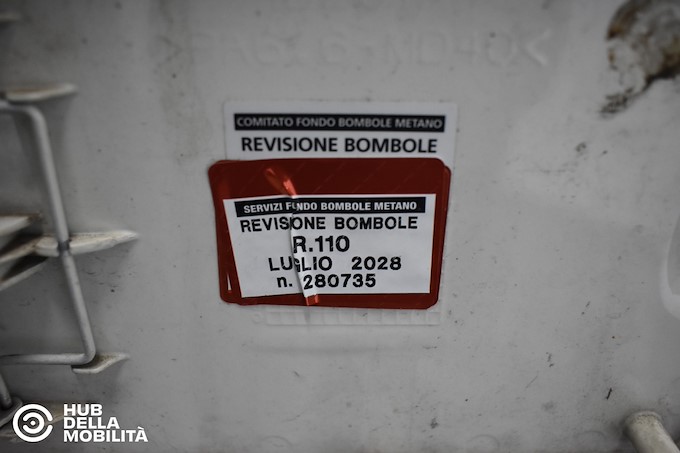 COMITATO FONDO BOMBOLE METANO
REVISIONE BOMBOLE
SERVIZI FONDO BOMBOLE METANO
REVISIONE BOMBOLE
R.110
LUGLIO 2028
n. 280735
HUB
DELLA
MOBILITÀ